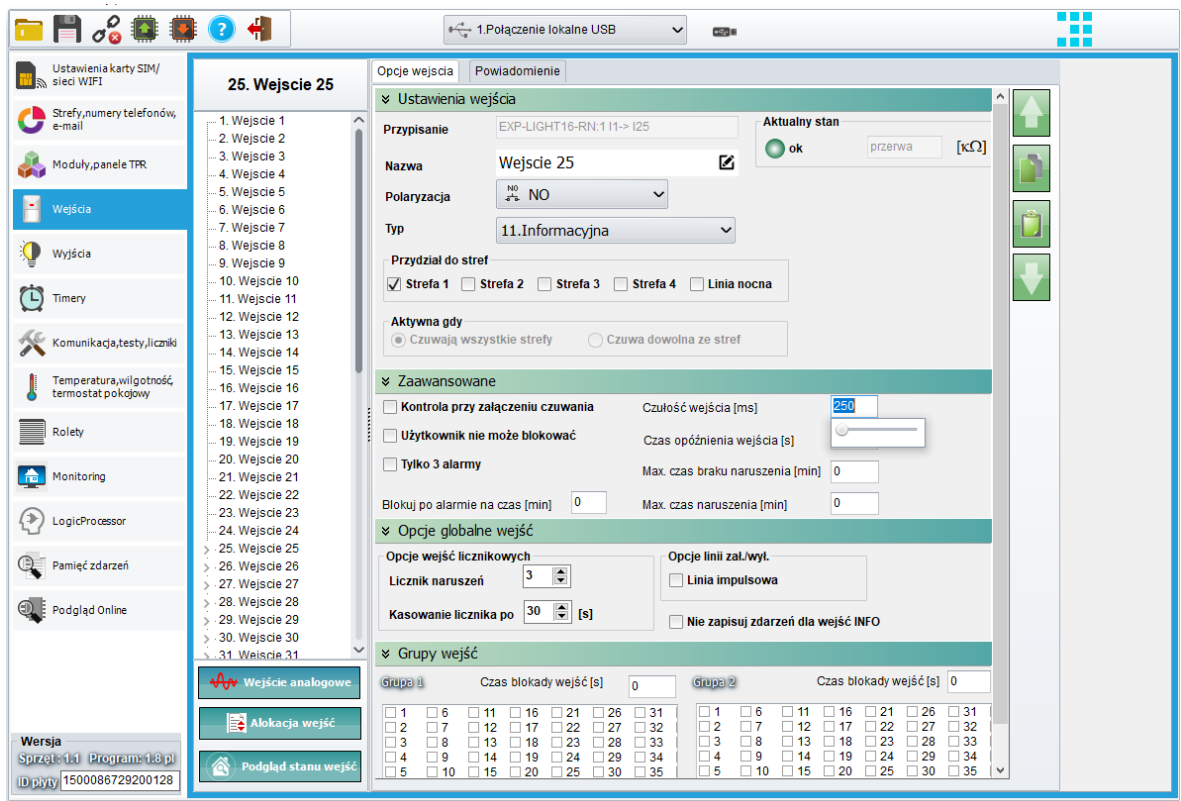 1.Połączenie lokalne USB
Ustawienia karty SIM/
sieci WIFI
Strefy,numery telefonów,
e-mail
Moduły,panele TPR
Wejścia
Wyjścia
Timery
Komunikacja,testy,liczniki
Temperatura,wilgotność,
termostat pokojowy
Rolety
Monitoring
LogicProcessor
Pamięć zdarzeń
Podgląd Online
Wersja
Sprzęt: 1.1 Program: 1.8 pl
ID płyty 1500086729200128
25. Wejscie 25
1. Wejscie 1
2. Wejscie 2
3. Wejscie 3
4. Wejscie 4
5. Wejscie 5
6. Wejscie 6
7. Wejscie 7
8. Wejscie 8
9. Wejscie 9
10. Wejscie 10
11. Wejscie 11
12. Wejscie 12
13. Wejscie 13
14. Wejscie 14
15. Wejscie 15
16. Wejscie 16
17. Wejscie 17
18. Wejscie 18
19. Wejscie 19
20. Wejscie 20
21. Wejscie 21
22. Wejscie 22
23. Wejscie 23
24. Wejscie 24
25. Wejscie 25
26. Wejscie 26
27. Wejscie 27
28. Wejscie 28
29. Wejscie 29
30. Wejscie 30
31. Wejscie 31
Wejście analogowe
Alokacja wejść
Podgląd stanu wejść
Opcje wejscia Powiadomienie
Ustawienia wejścia
Przypisanie EXP-LIGHT16-RN:1 I1-> I25
Aktualny stan
ok przerwa [κΩ]
Nazwa Wejscie 25
Polaryzacja NO NO
Typ 11.Informacyjna
Przydział do stref
Strefa 1 Strefa 2 Strefa 3 Strefa 4 Linia nocna
Aktywna gdy
Czuwają wszystkie strefy Czuwa dowolna ze stref
Zaawansowane
Kontrola przy załączeniu czuwania Czułość wejścia [ms] 250
Użytkownik nie może blokować Czas opóźnienia wejścia [s]
Tylko 3 alarmy Max. czas braku naruszenia [min] 0
Blokuj po alarmie na czas [min] 0 Max. czas naruszenia [min] 0
Opcje globalne wejść
Opcje wejść licznikowych Opcje linii zał./wył.
Licznik naruszeń 3 Linia impulsowa
Kasowanie licznika po 30 [s] Nie zapisuj zdarzeń dla wejść INFO
Grupy wejść
Grupa 1 Czas blokady wejść [s] 0 Grupa 2 Czas blokady wejść [s] 0
1 6 11 16 21 26 31 1 6 11 16 21 26 31
2 7 12 17 22 27 32 2 7 12 17 22 27 32
3 8 13 18 23 28 33 3 8 13 18 23 28 33
4 9 14 19 24 29 34 4 9 14 19 24 29 34
5 10 15 20 25 30 35 5 10 15 20 25 30 35